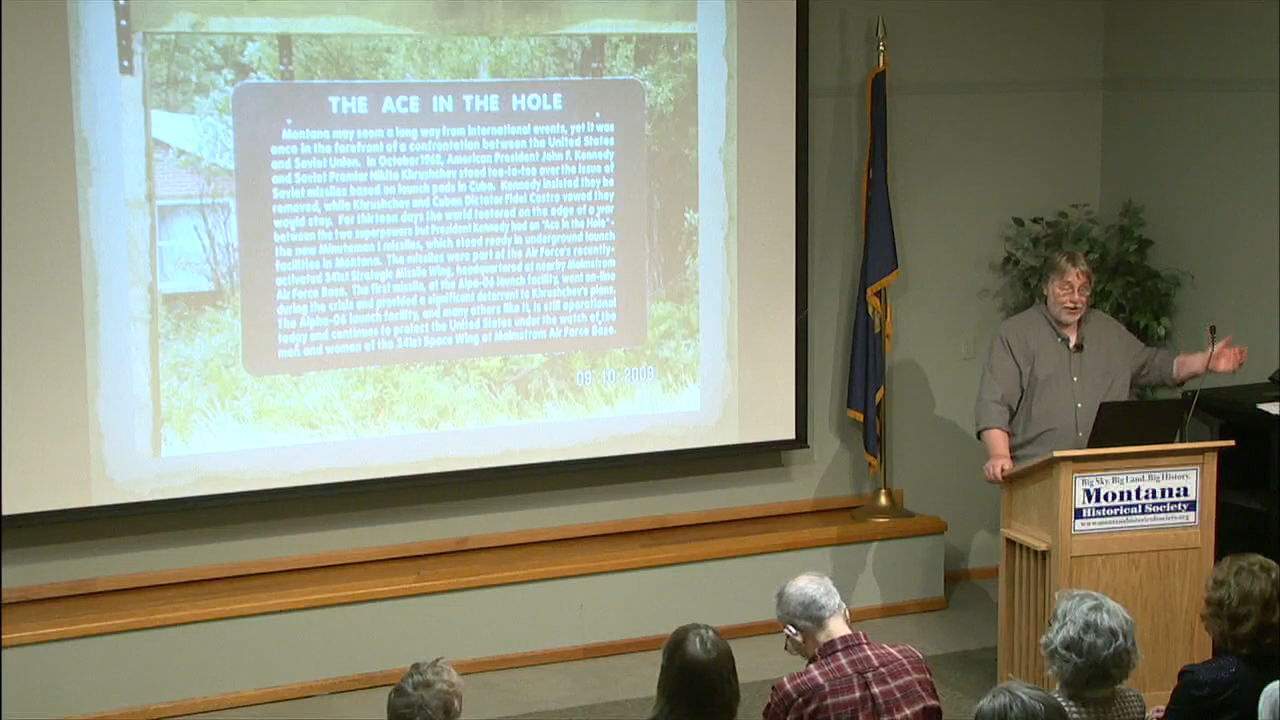 THE ACE IN THE HOLE
Montana may seem a long way from international events, yet it was
once in the forefront of a confrontation between the United States
and Soviet Union. In October 1962, American President John F. Kennedy
and Soviet Premier Nikita Khrushchev stood toe-to-toe over the issue of
Soviet missiles based on launch pads in Cuba. Kennedy insisted they be
removed, while Khrushchev and Cuban Dictator Fidel Castro vowed they
would stay. For thirteen days the world teetered on the edge of a war
between the two superpowers but President Kennedy had an "Ace in the Hole",
the new Minuteman I missiles, which stood ready in underground launch
facilities in Montana. The missiles were part of the Air Force's recently-
activated 341st Strategic Missile Wing, headquartered at nearby Malmstrom
Air Force Base. The first missile, at the Alpa-06 launch facility, went on-line
during the crisis and provided a significant deterrent to Khrushchev's plans.
The Alpha-06 launch facility, and many others like it, is still operational
today and continues to protect the United States under the watch of the
men and women of the 341st Space Wing at Malmstrom Air Force Base.
09 10 2009
Big Sky. Big Land. Big History.
Montana
Historical Society
www.montanahistoricalsociety.org